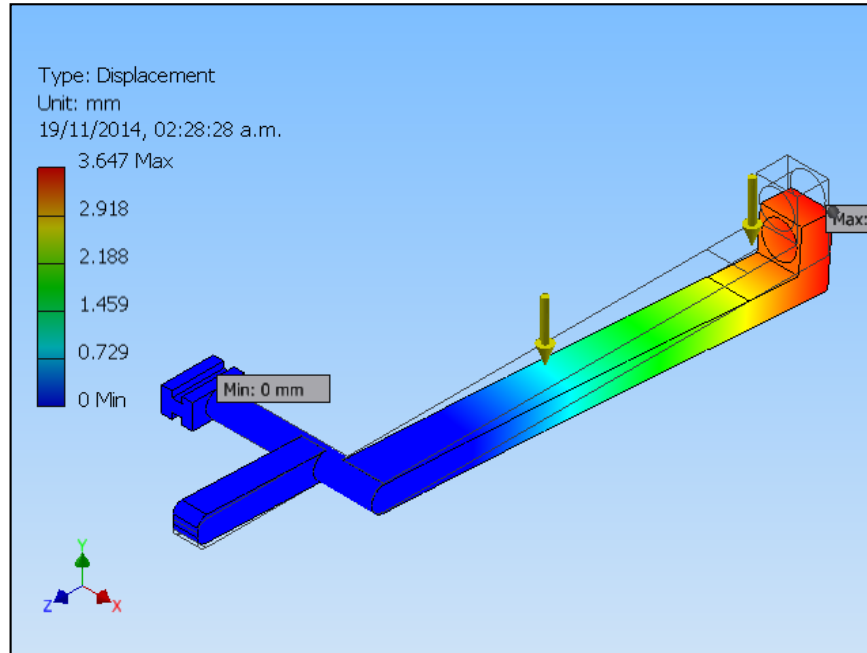 Type: Displacement
Unit: mm
19/11/2014, 02:28:28 a.m.
3.647 Max
2.918
2.188
1.459
0.729
0 Min
Max:
Min: 0 mm
Y
Z
X